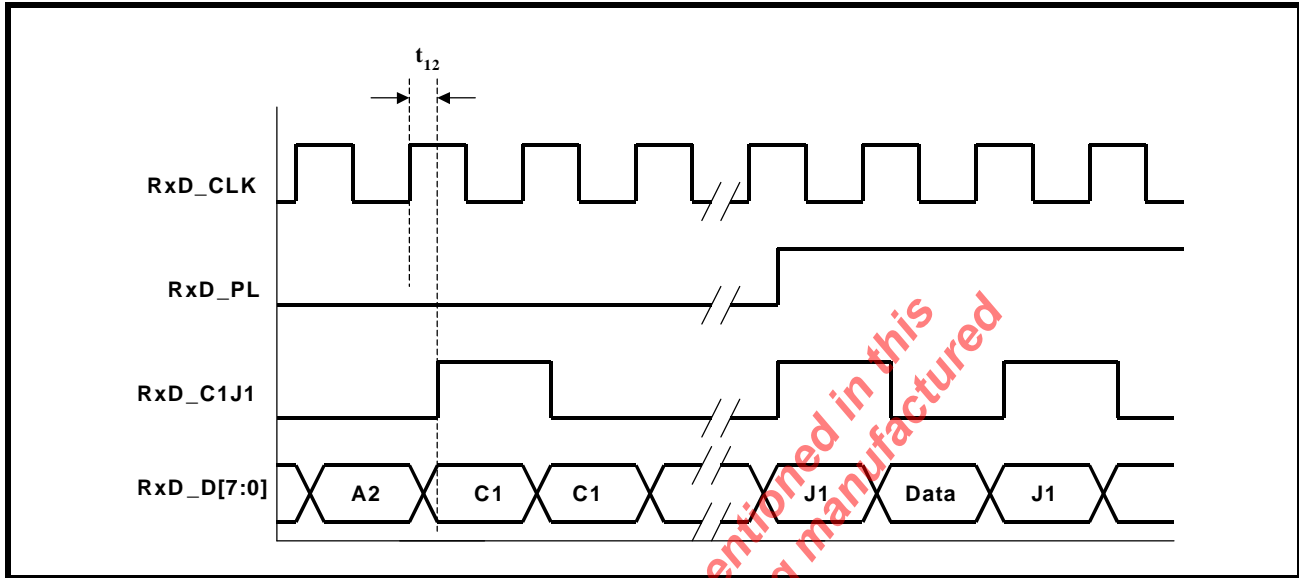 t12
RxD_CLK
RxD_PL
RxD_C1J1
RxD_D[7:0]
A2 C1 C1 J1 Data J1
entioned in this
g manufactured